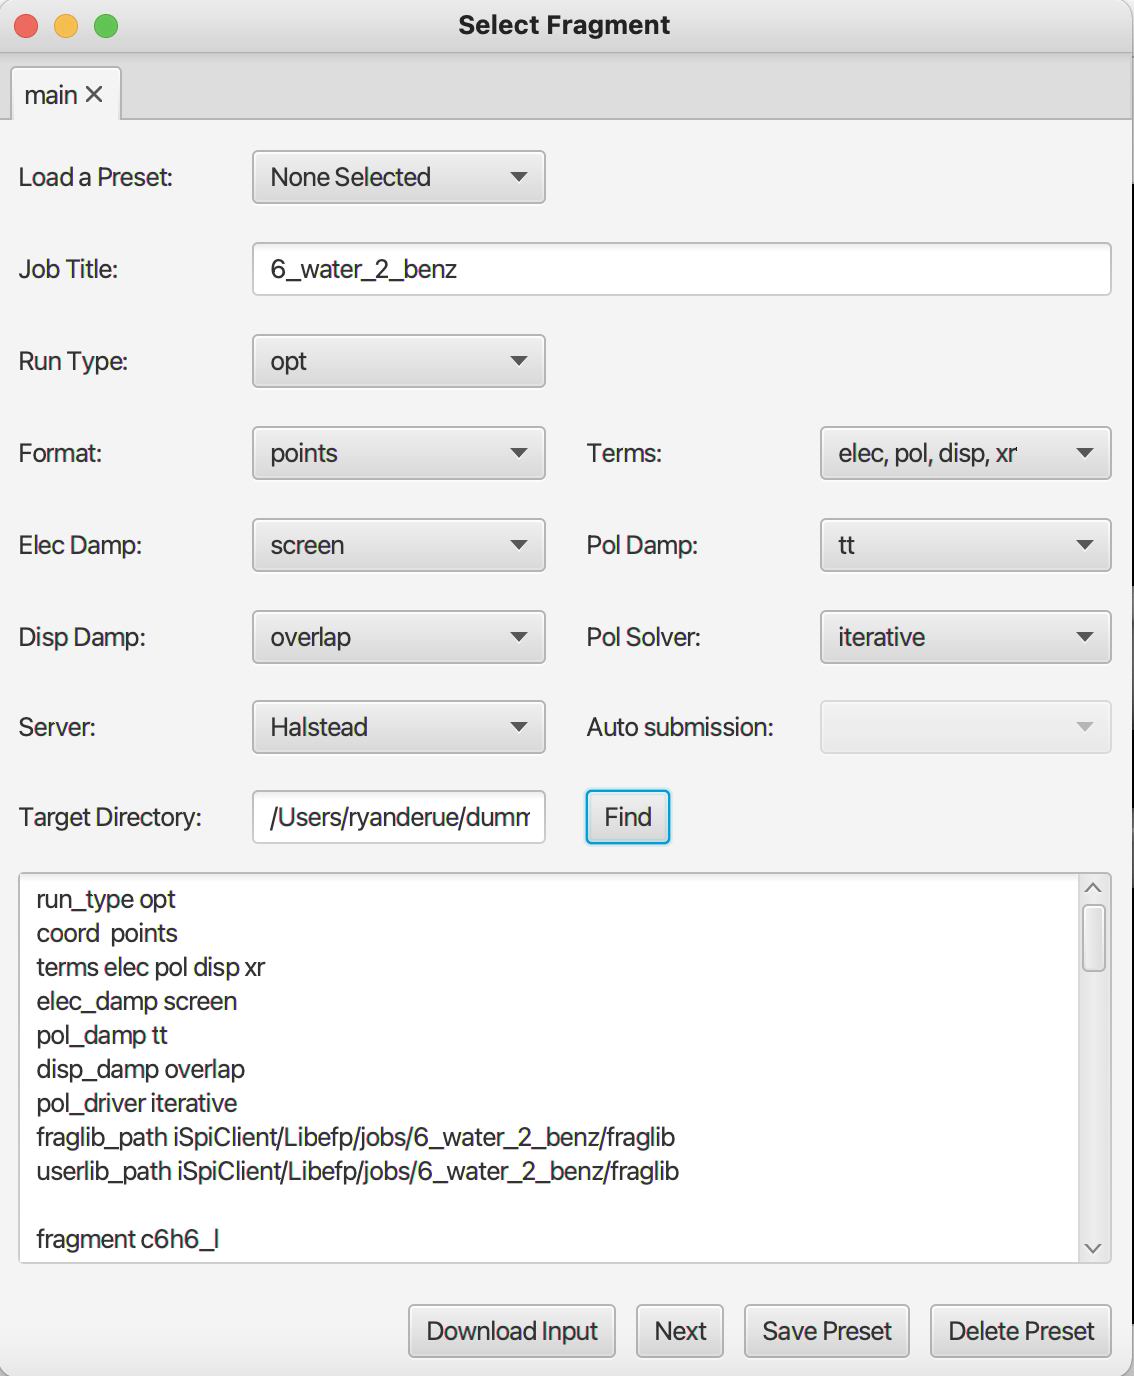 Select Fragment
main
Load a Preset: None Selected
Job Title: 6_water_2_benz
Run Type: opt
Format: points Terms: elec, pol, disp, xr
Elec Damp: screen Pol Damp: tt
Disp Damp: overlap Pol Solver: iterative
Server: Halstead Auto submission:
Target Directory: /Users/ryanderue/dumm Find
run_type opt
coord  points
terms elec pol disp xr
elec_damp screen
pol_damp tt
disp_damp overlap
pol_driver iterative
fraglib_path iSpiClient/Libefp/jobs/6_water_2_benz/fraglib
userlib_path iSpiClient/Libefp/jobs/6_water_2_benz/fraglib
fragment c6h6_l
Download Input Next Save Preset Delete Preset